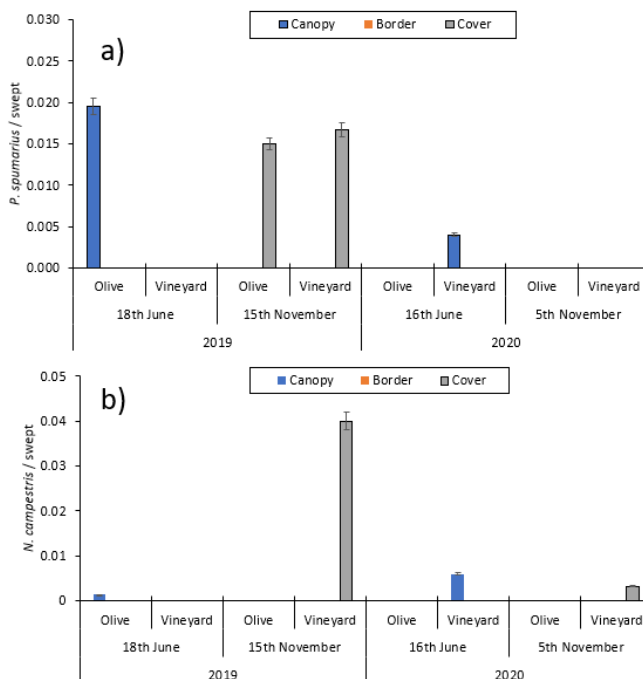 Canopy Border Cover
a)
P. spumarius / swept
0.030
0.025
0.020
0.015
0.010
0.005
0.000
Olive Vineyard Olive Vineyard Olive Vineyard Olive Vineyard
18th June 15th November 16th June 5th November
2019 2020
Canopy Border Cover
b)
N. campestris / swept
0.05
0.04
0.03
0.02
0.01
0
Olive Vineyard Olive Vineyard Olive Vineyard Olive Vineyard
18th June 15th November 16th June 5th November
2019 2020